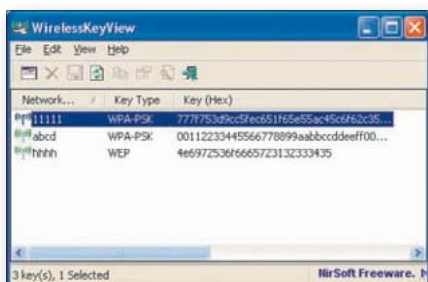 WirelessKeyView
File Edit View Help
Network... / Key Type Key (Hex)
11111 WPA-PSK 777f753d9cc5fec651f65e55ac45c6f62c35...
abcd WPA-PSK 00112233445566778899aabbccddeeff00...
hhhh WEP 4e6972536f6665723132333435
3 key(s), 1 Selected NirSoft Freeware.